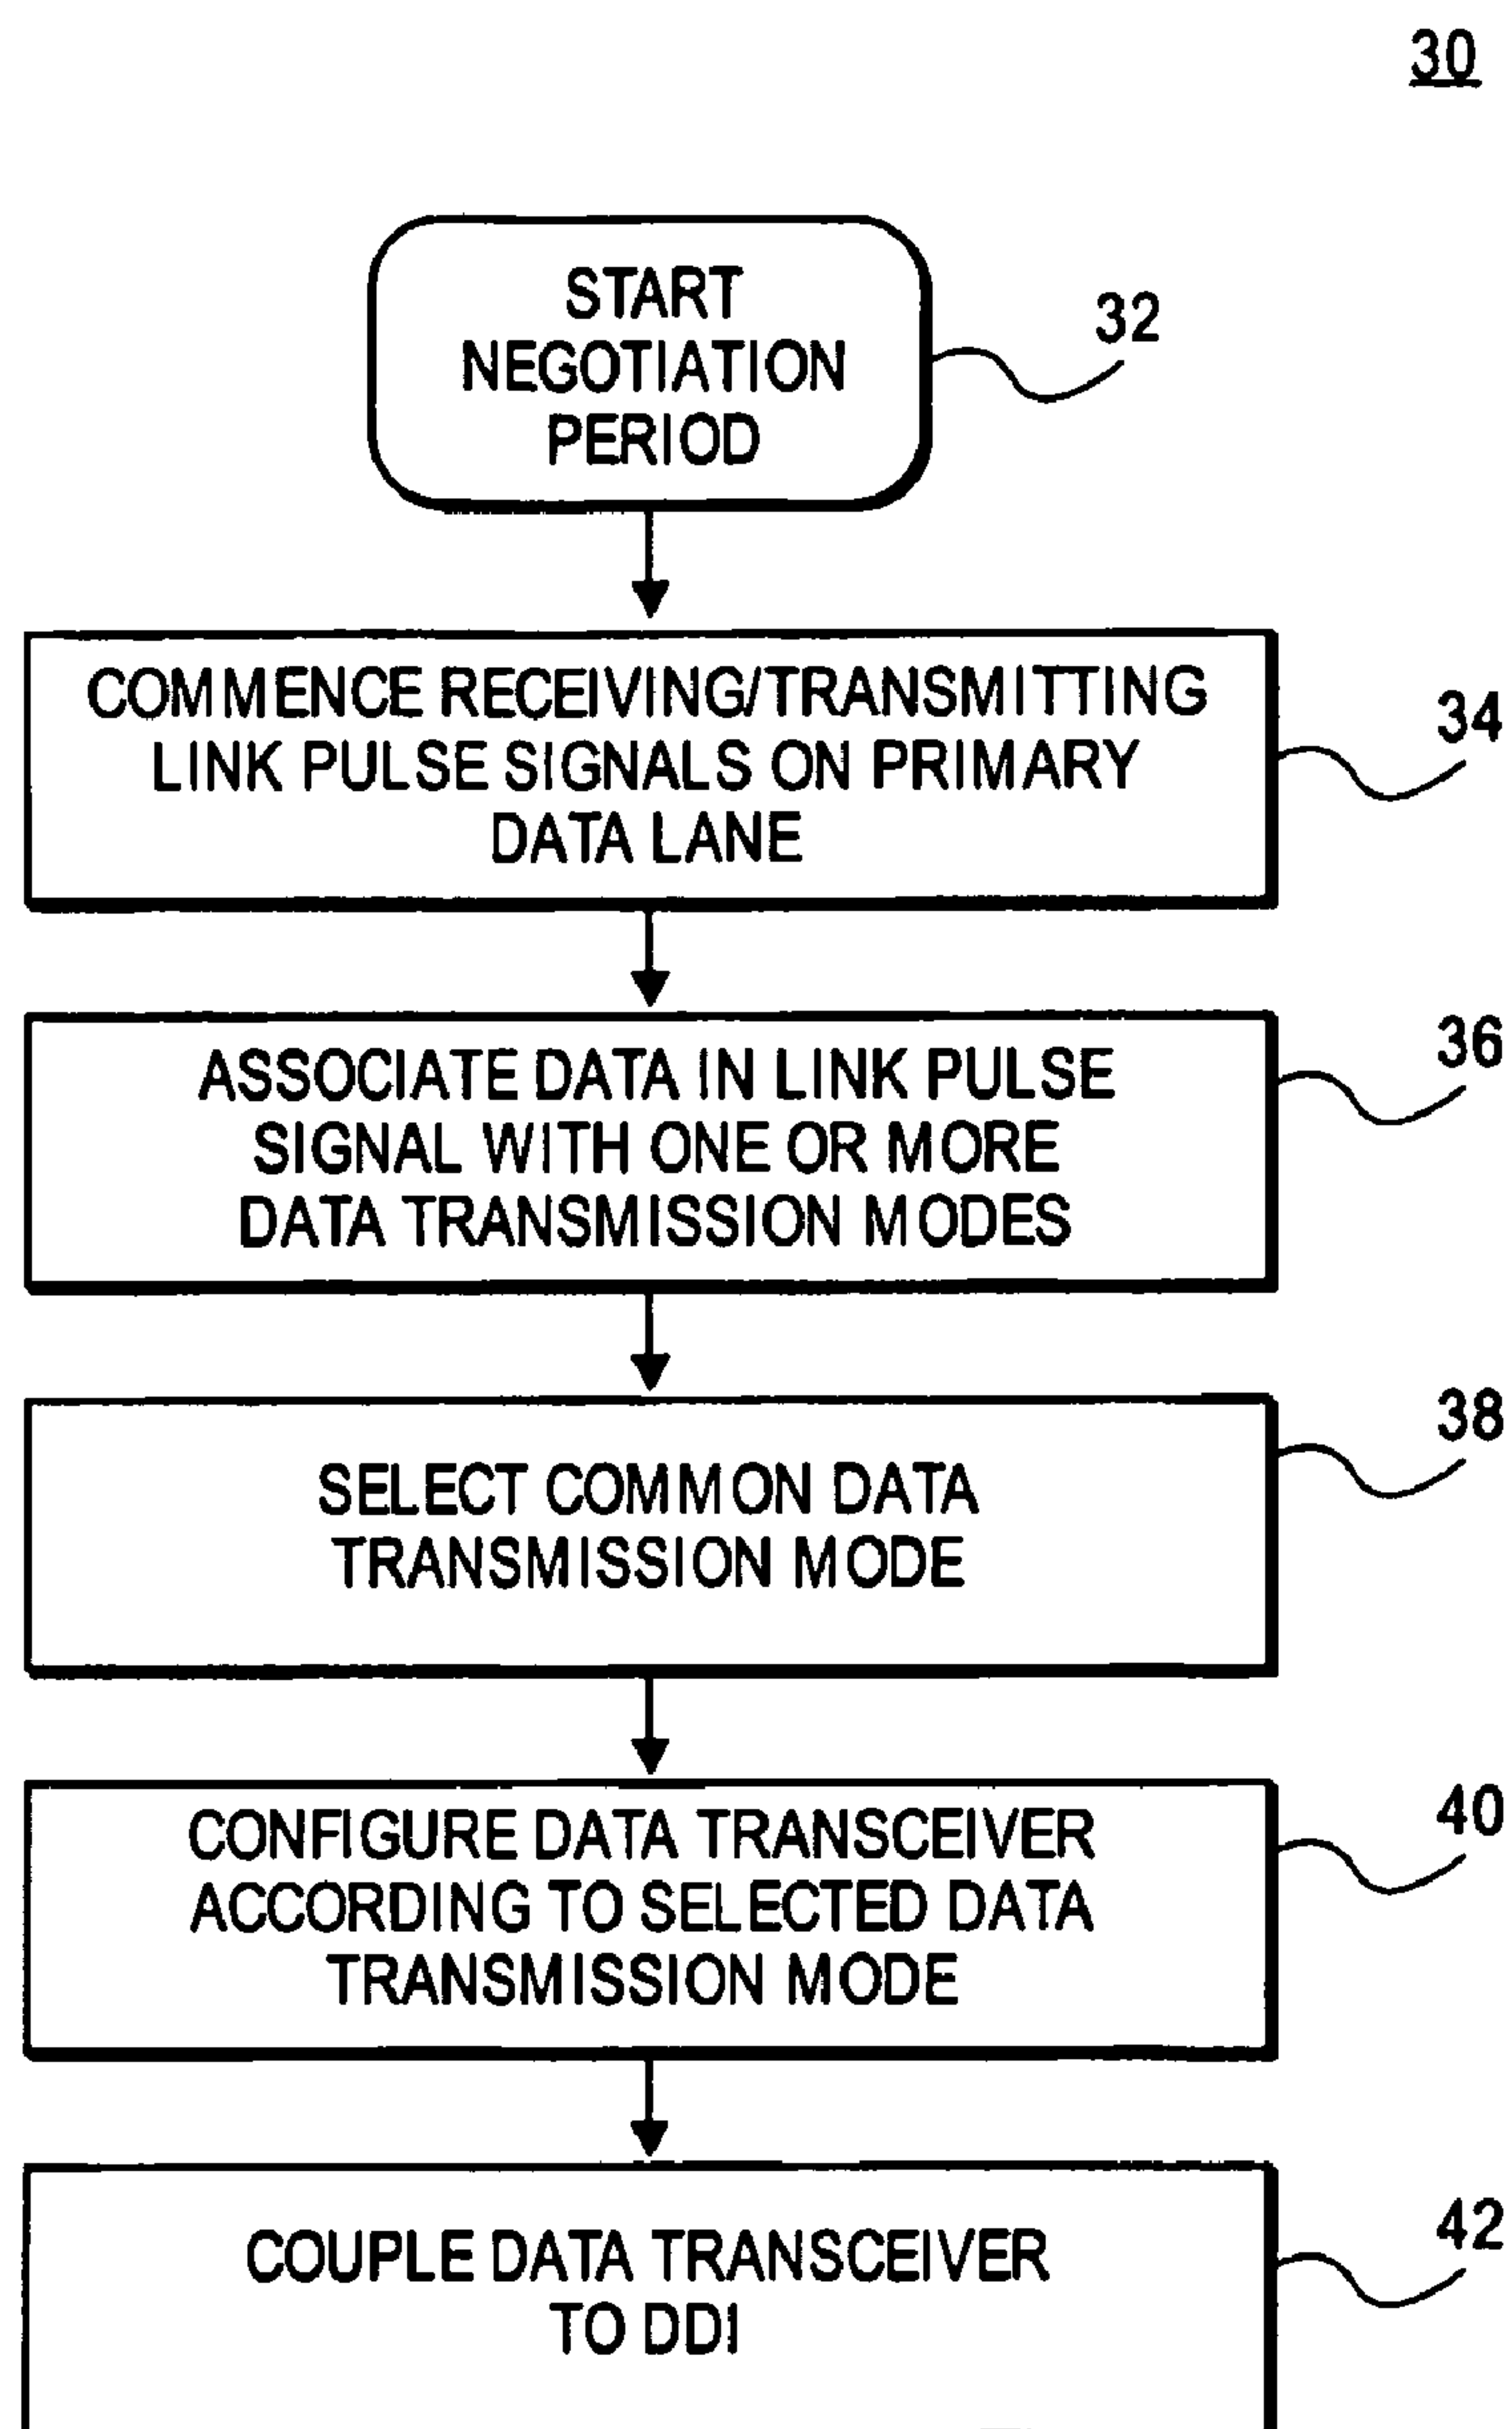 30
START
NEGOTIATION
PERIOD
32
COMMENCE RECEIVING/TRANSMITTING
LINK PULSE SIGNALS ON PRIMARY
DATA LANE
34
ASSOCIATE DATA IN LINK PULSE
SIGNAL WITH ONE OR MORE
DATA TRANSMISSION MODES
36
SELECT COMMON DATA
TRANSMISSION MODE
38
CONFIGURE DATA TRANSCEIVER
ACCORDING TO SELECTED DATA
TRANSMISSION MODE
40
COUPLE DATA TRANSCEIVER
TO DDI
42